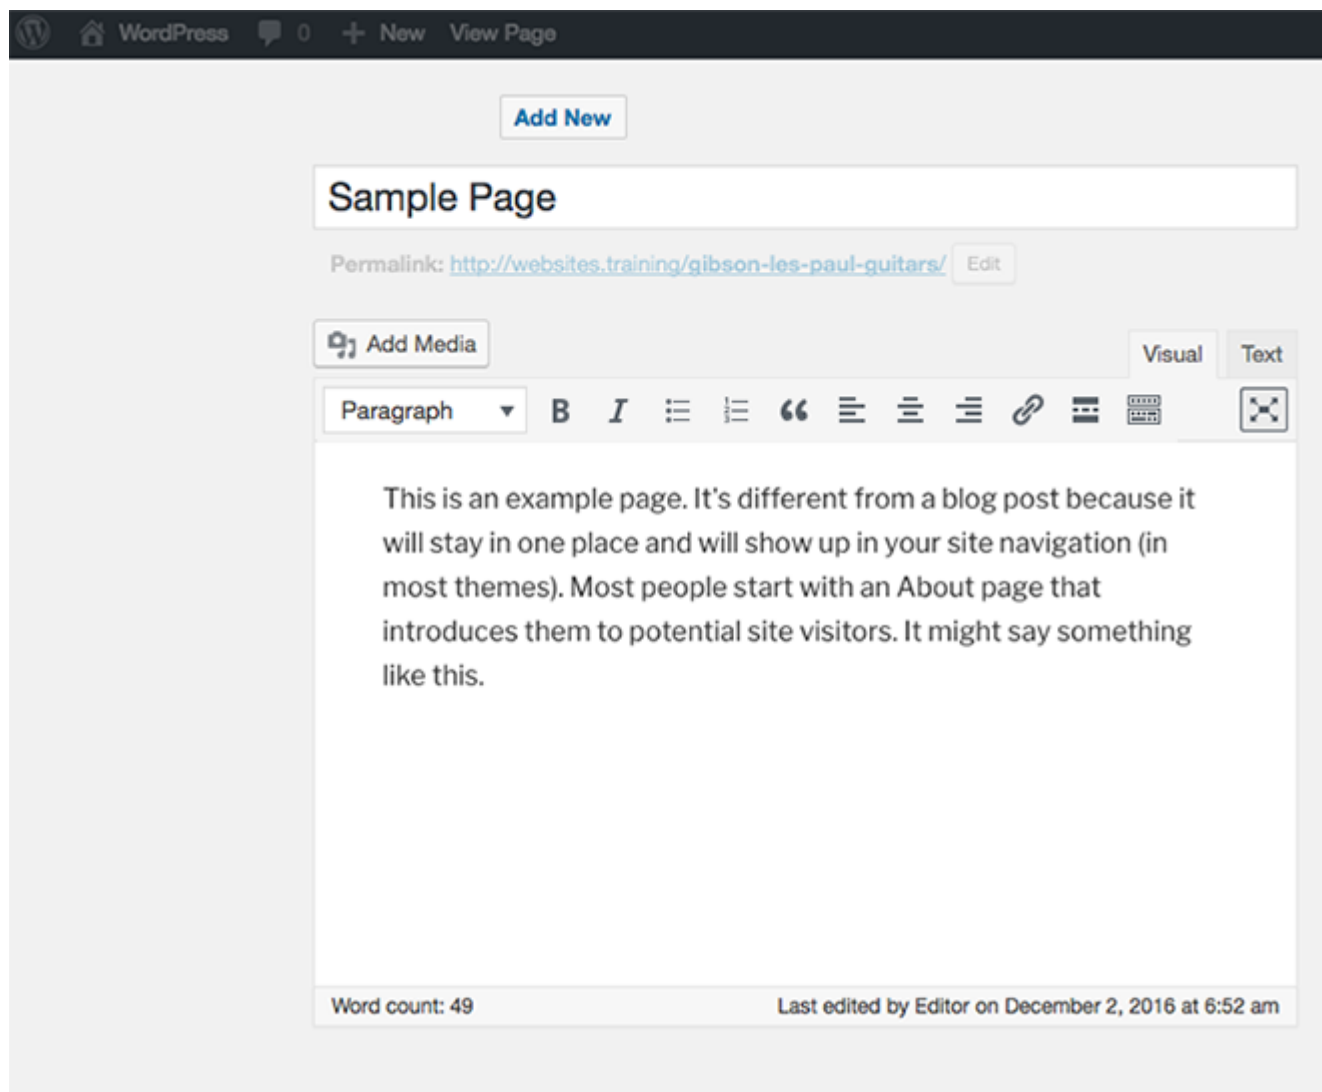 WordPress 0 New View Page
Add New
Sample Page
Permalink: http://websites.training/gibson-les-paul-guitars/ Edit
Add Media
Visual Text
Paragraph B I
This is an example page. It's different from a blog post because it
will stay in one place and will show up in your site navigation (in
most themes). Most people start with an About page that
introduces them to potential site visitors. It might say something
like this.
Word count: 49 Last edited by Editor on December 2, 2016 at 6:52 am